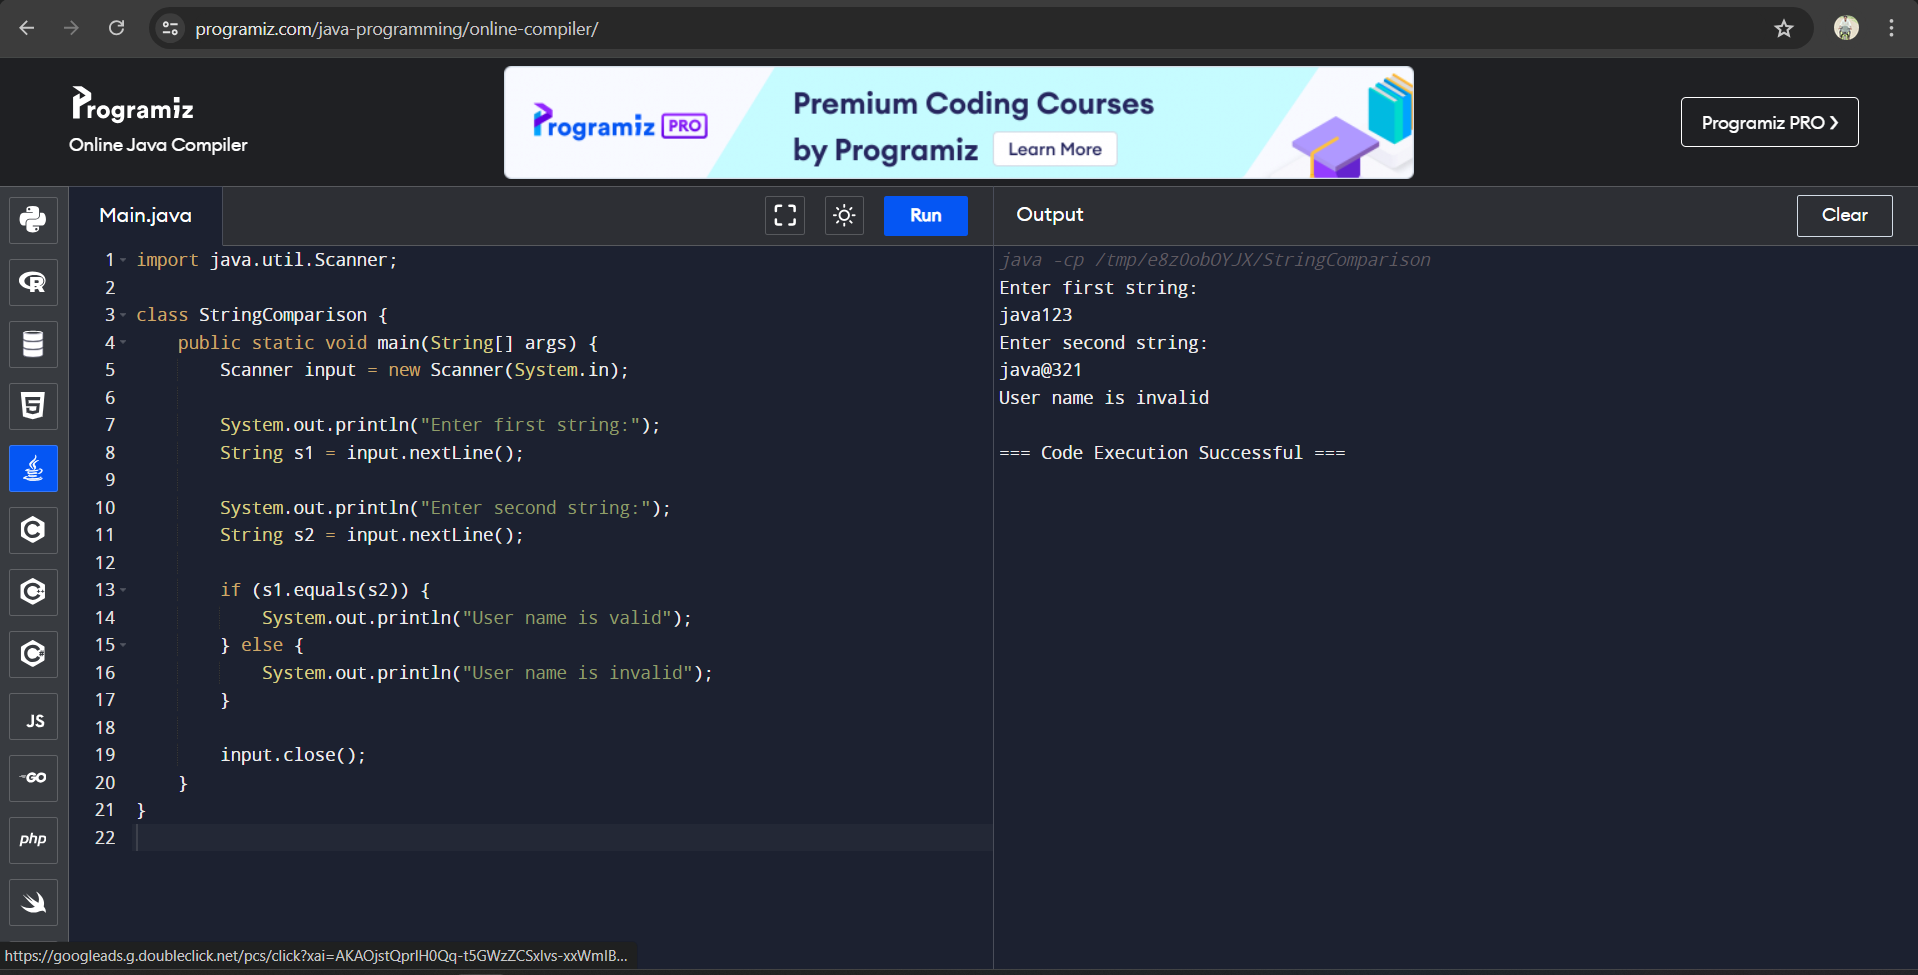 programiz.com/java-programming/online-compiler/
Programiz
Online Java Compiler
Programiz PRO
Premium Coding Courses
by Programiz
Learn More
Programiz PRO ❯
Main.java
Run
Output
Clear
1 import java.util.Scanner;
2
3 class StringComparison {
4 public static void main(String[] args) {
5 Scanner input = new Scanner(System.in);
6
7 System.out.println("Enter first string:");
8 String s1 = input.nextLine();
9
10 System.out.println("Enter second string:");
11 String s2 = input.nextLine();
12
13 if (s1.equals(s2)) {
14 System.out.println("User name is valid");
15 } else {
16 System.out.println("User name is invalid");
17 }
18
19 input.close();
20 }
21 }
22
java -cp /tmp/e8zOobOYJX/StringComparison
Enter first string:
java123
Enter second string:
java@321
User name is invalid
=== Code Execution Successful ===
R
5
C
C++
C#
JS
GO
php
https://googleads.g.doubleclick.net/pcs/click?xai=AKAOjstQprlH0Qq-t5GWzZCSxlvs-xxWmlB...